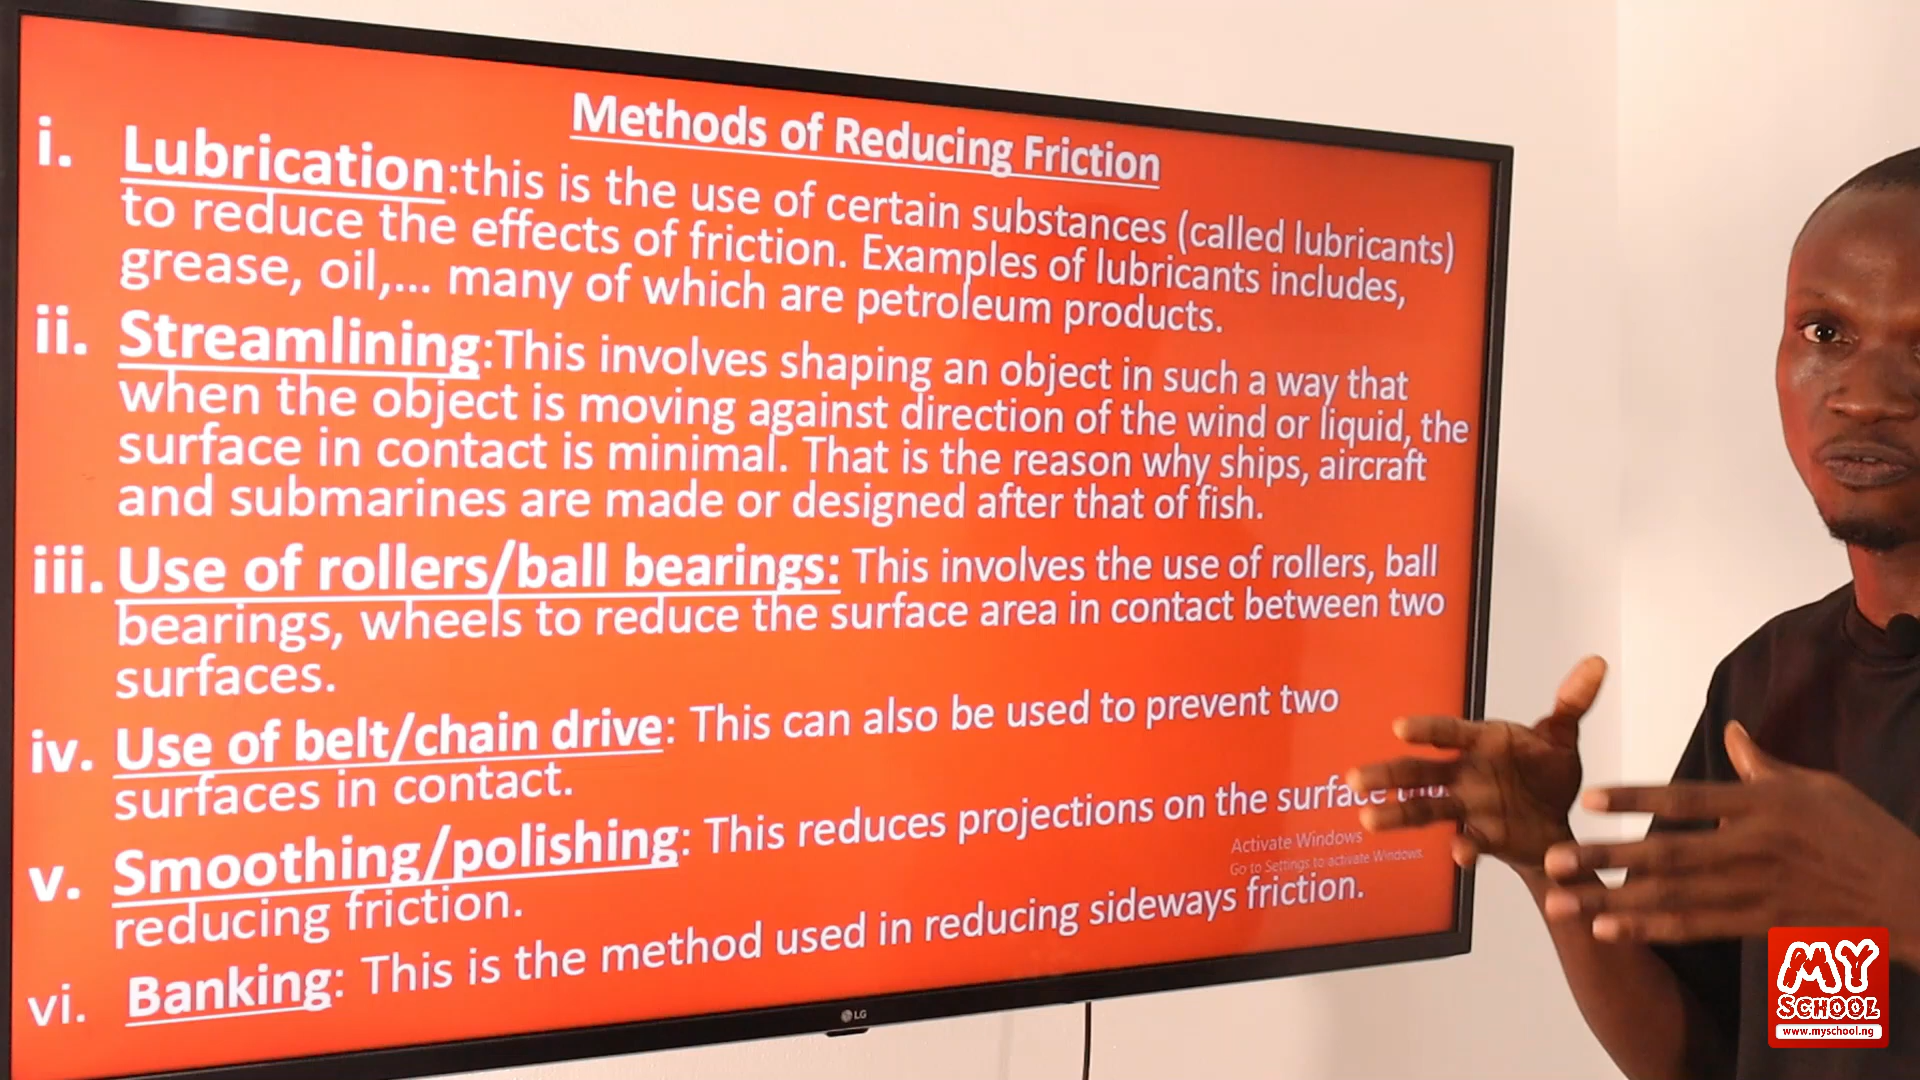 Methods of Reducing Friction
i. Lubrication:this is the use of certain substances (called lubricants)
to reduce the effects of friction. Examples of lubricants includes,
grease, oil,... many of which are petroleum products.
ii. Streamlining:This involves shaping an object in such a way that
when the object is moving against direction of the wind or liquid, the
surface in contact is minimal. That is the reason why ships, aircraft
and submarines are made or designed after that of fish.
iii. Use of rollers/ball bearings: This involves the use of rollers, ball
bearings, wheels to reduce the surface area in contact between two
surfaces.
iv. Use of belt/chain drive: This can also be used to prevent two
surfaces in contact.
v. Smoothing/polishing: This reduces projections on the surface
reducing friction.
vi. Banking: This is the method used in reducing sideways friction.
Activate Windows
Go to Settings to activate Windows.
LG
MY
SCHOOL
www.myschool.ng